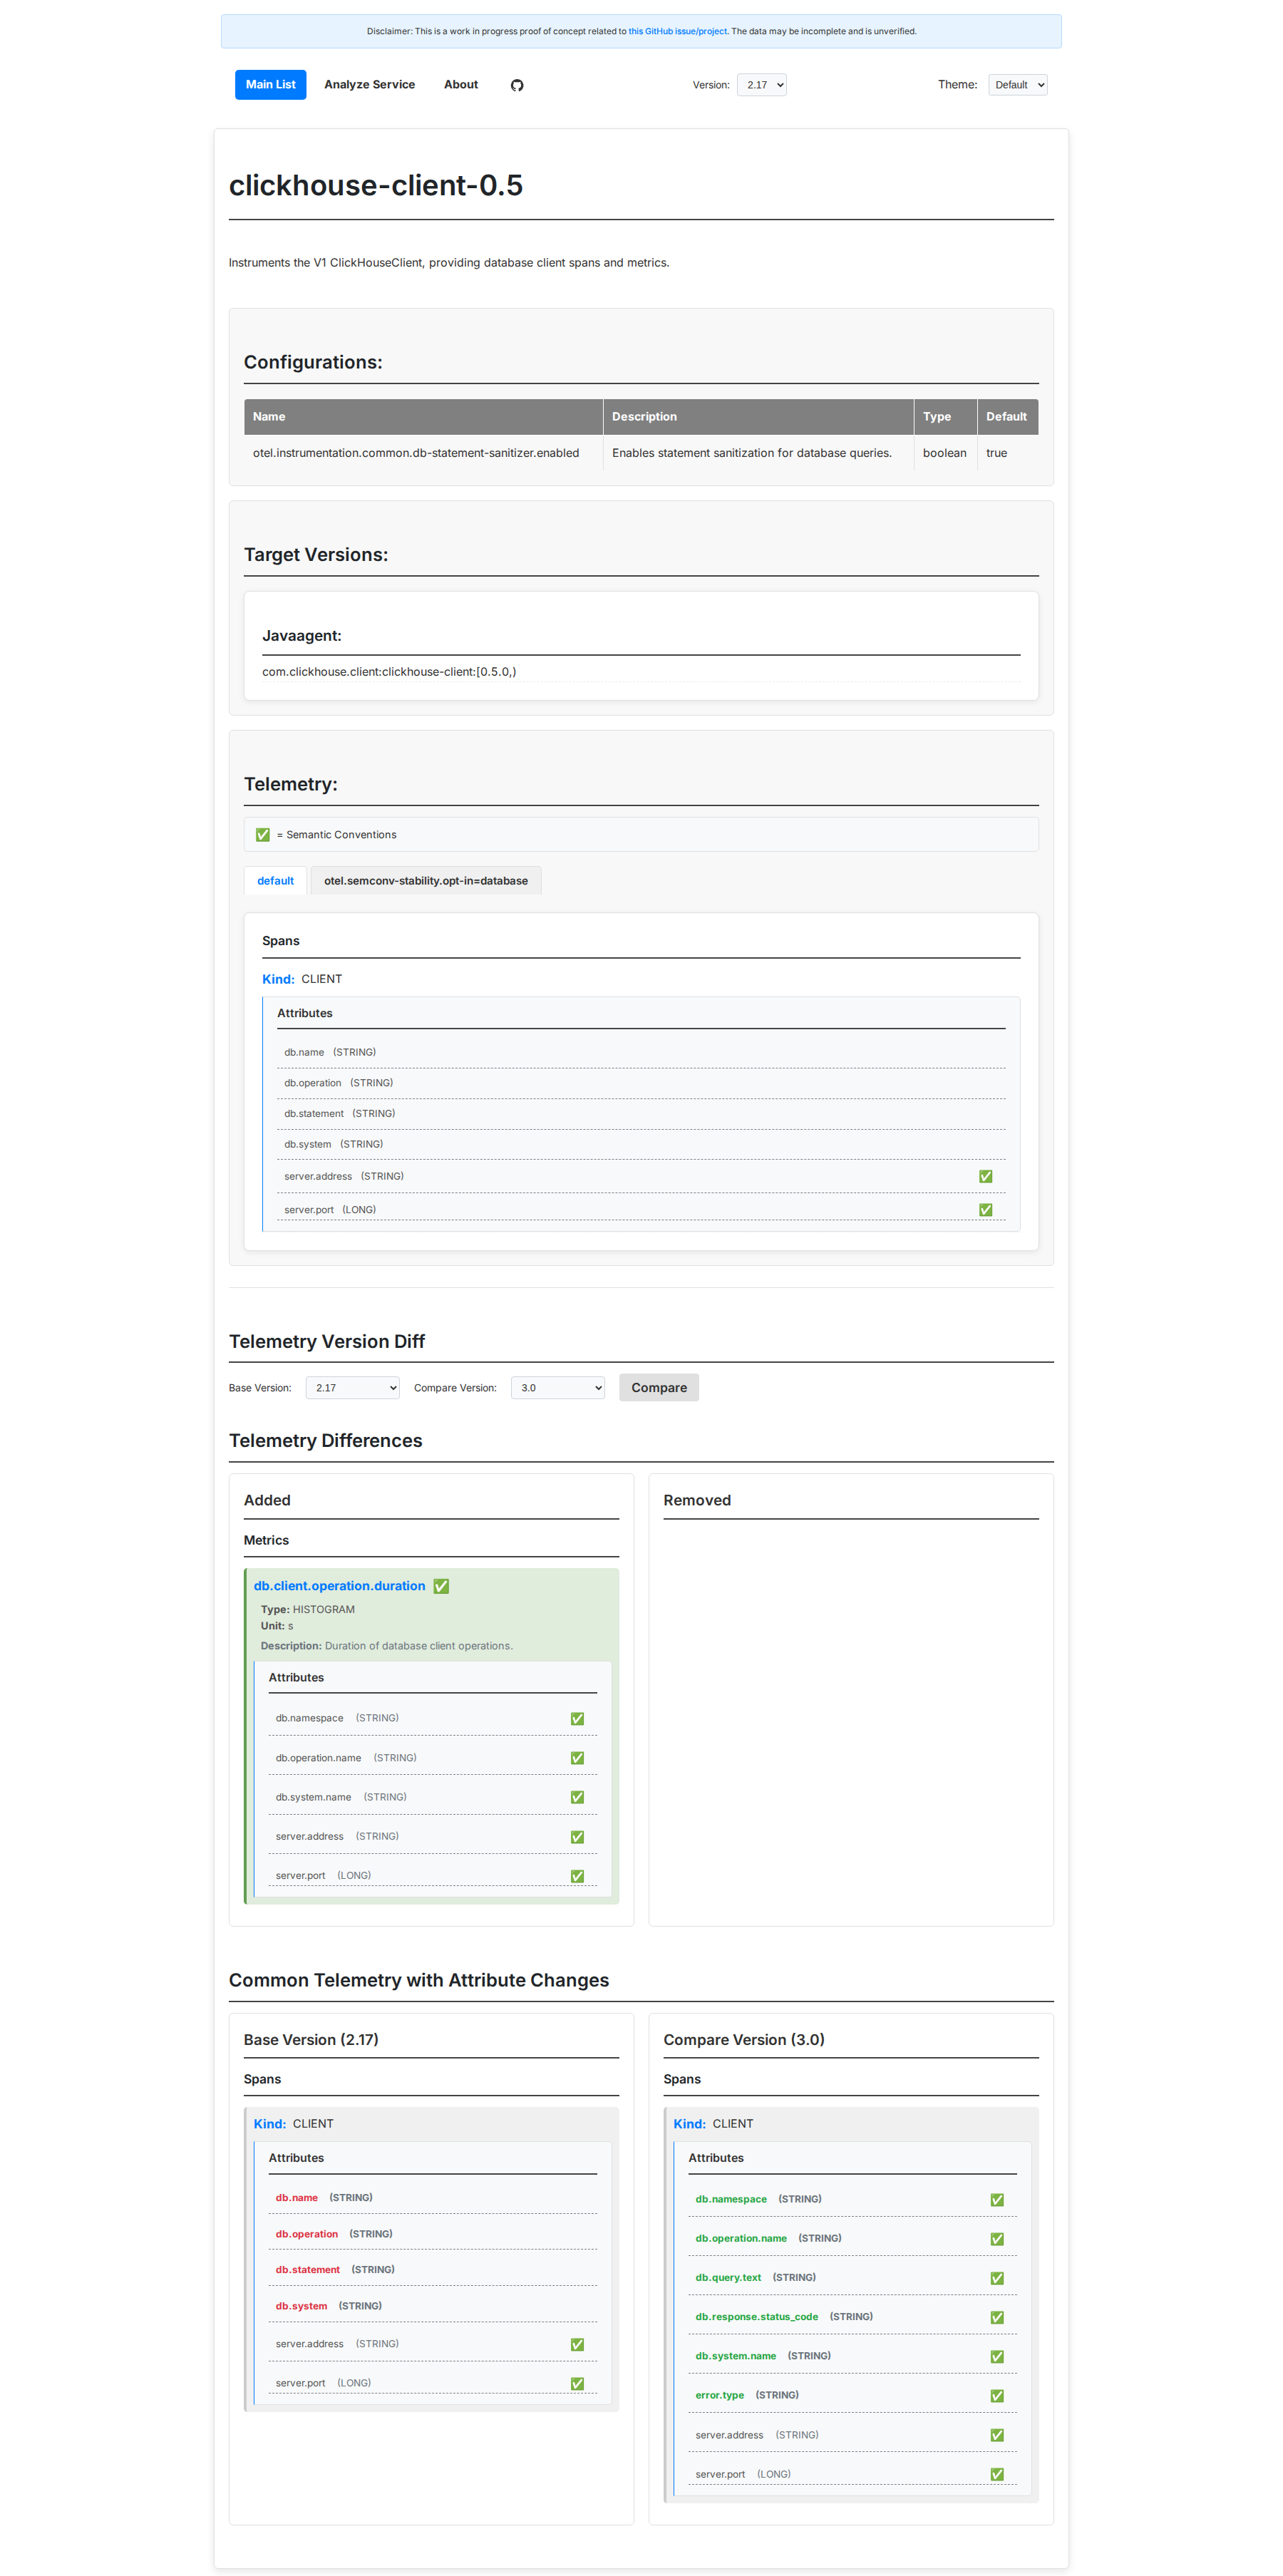 Disclaimer: This is a work in progress proof of concept related to this GitHub issue/project. The data may be incomplete and is unverified.
Main List Analyze Service About Version: 2.17 Theme: Default
clickhouse-client-0.5
Instruments the V1 ClickHouseClient, providing database client spans and metrics.
Configurations:
Name Description Type Default
otel.instrumentation.common.db-statement-sanitizer.enabled Enables statement sanitization for database queries. boolean true
Target Versions:
Javaagent:
com.clickhouse.client:clickhouse-client:[0.5.0,)
Telemetry:
✅ = Semantic Conventions
default otel.semconv-stability.opt-in=database
Spans
Kind: CLIENT
Attributes
db.name (STRING)
db.operation (STRING)
db.statement (STRING)
db.system (STRING)
server.address (STRING) ✅
server.port (LONG) ✅
Telemetry Version Diff
Base Version: 2.17 Compare Version: 3.0 Compare
Telemetry Differences
Added
Metrics
db.client.operation.duration ✅
Type: HISTOGRAM
Unit: s
Description: Duration of database client operations.
Attributes
db.namespace (STRING) ✅
db.operation.name (STRING) ✅
db.system.name (STRING) ✅
server.address (STRING) ✅
server.port (LONG) ✅
Removed
Common Telemetry with Attribute Changes
Base Version (2.17)
Spans
Kind: CLIENT
Attributes
db.name (STRING)
db.operation (STRING)
db.statement (STRING)
db.system (STRING)
server.address (STRING) ✅
server.port (LONG) ✅
Compare Version (3.0)
Spans
Kind: CLIENT
Attributes
db.namespace (STRING) ✅
db.operation.name (STRING) ✅
db.query.text (STRING) ✅
db.response.status_code (STRING) ✅
db.system.name (STRING) ✅
error.type (STRING) ✅
server.address (STRING) ✅
server.port (LONG) ✅